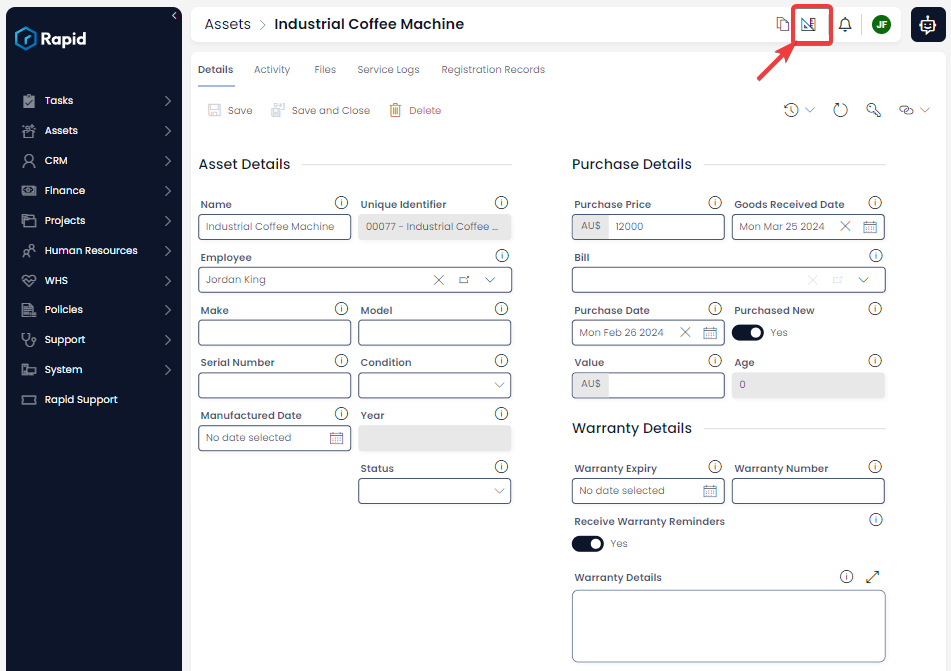 Rapid
Assets > Industrial Coffee Machine
JF
Tasks
Assets
CRM
Finance
Projects
Human Resources
WHS
Policies
Support
System
Rapid Support
Details Activity Files Service Logs Registration Records
Save Save and Close Delete
Asset Details
Name Unique Identifier
Industrial Coffee Machine 00077 - Industrial Coffee ...
Employee
Jordan King
Make Model
Serial Number Condition
Manufactured Date Year
No date selected
Status
Purchase Details
Purchase Price Goods Received Date
AU$ 12000 Mon Mar 25 2024
Bill
Purchase Date Purchased New
Mon Feb 26 2024 Yes
Value Age
AU$ 0
Warranty Details
Warranty Expiry Warranty Number
No date selected
Receive Warranty Reminders
Yes
Warranty Details